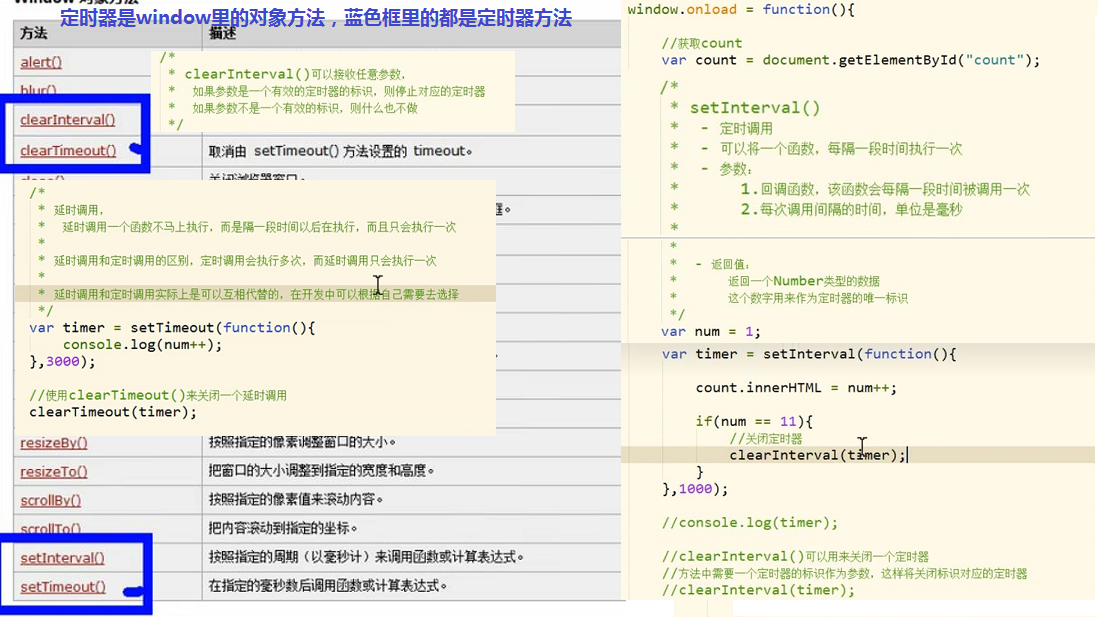 定时器是window里的对象方法，蓝色框里的都是定时器方法
方法
描述
alert()
/*
* clearInterval()可以接收任意参数，
如果参数是一个有效的定时器的标识，则停止对应的定时器
如果参数不是一个有效的标识，则什么也不做
*/
blur()
clearInterval()
clearTimeout()
取消由 setTimeout() 方法设置的 timeout。
/*
* 延时调用，
* 延时调用一个函数不马上执行，而是隔一段时间以后在执行，而且只会执行一次
*
* 延时调用和定时调用的区别，定时调用会执行多次，而延时调用只会执行一次
*
* 延时调用和定时调用实际上是可以互相代替的，在开发中可以根据自己需要去选择
*/
var timer = setTimeout(function(){
console.log(num++);
},3000);
//使用clearTimeout()来关闭一个延时调用
clearTimeout(timer);
resizeBy()
按照指定的像素调整窗口的大小。
resizeTo()
把窗口的大小调整到指定的宽度和高度。
scrollBy()
按照指定的像素值来滚动内容。
scrollTo()
把内容滚动到指定的坐标。
setInterval()
按照指定的周期（以毫秒计）来调用函数或计算表达式。
setTimeout()
在指定的毫秒数后调用函数或计算表达式。
window.onload = function(){
//获取count
var count = document.getElementById("count");
/*
* setInterval()
* - 定时调用
* - 可以将一个函数，每隔一段时间执行一次
* - 参数：
* 1.回调函数，该函数会每隔一段时间被调用一次
* 2.每次调用间隔的时间，单位是毫秒
*
*
* - 返回值：
* 返回一个Number类型的数据
* 这个数字用来作为定时器的唯一标识
*/
var num = 1;
var timer = setInterval(function(){
count.innerHTML = num++;
if(num == 11){
//关闭定时器
clearInterval(timer);
}
},1000);
//console.log(timer);
//clearInterval()可以用来关闭一个定时器
//方法中需要一个定时器的标识作为参数，这样将关闭标识对应的定时器
//clearInterval(timer);